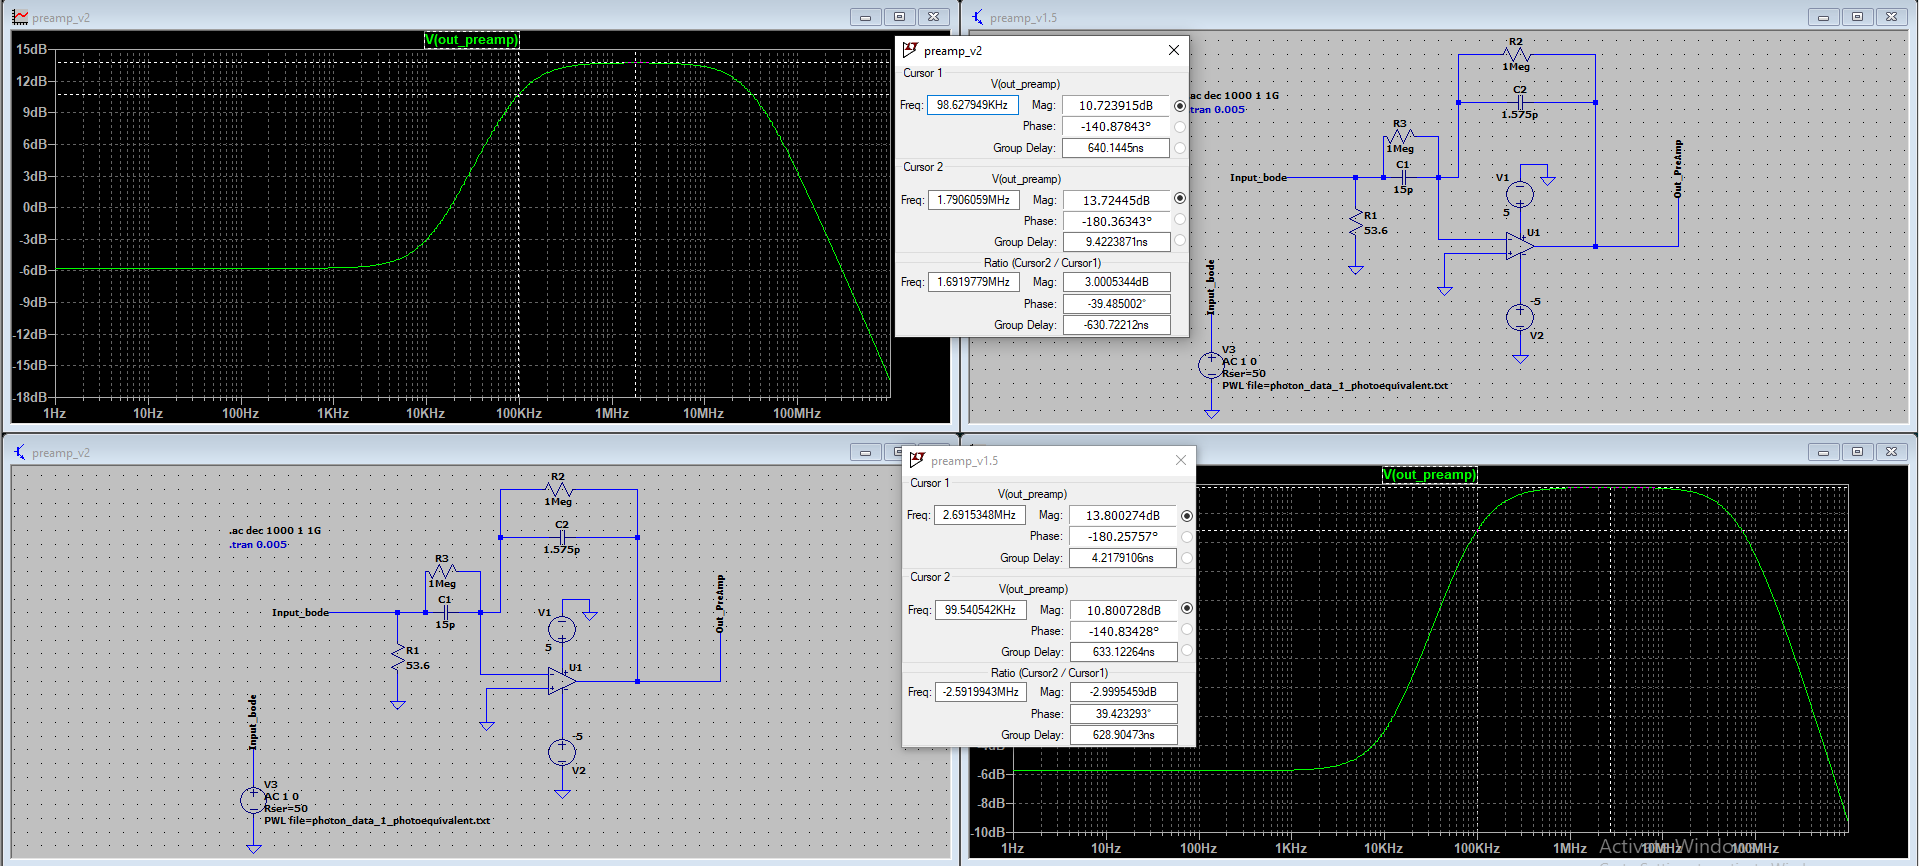 preamp_v2
V(out_preamp)
15dB
12dB
9dB
6dB
3dB
0dB
-3dB
-6dB
-9dB
-12dB
-15dB
-18dB
1Hz 10Hz 100Hz 1KHz 10KHz 100KHz 1MHz 10MHz 100MHz
preamp_v2
Cursor 1
V(out_preamp)
Freq: 98.627949KHz Mag: 10.723915dB
Phase: -140.87843°
Group Delay: 640.1445ns
Cursor 2
V(out_preamp)
Freq: 1.7906059MHz Mag: 13.72445dB
Phase: -180.36343°
Group Delay: 9.4223871ns
Ratio (Cursor2 / Cursor1)
Freq: 1.6919779MHz Mag: 3.0005344dB
Phase: -39.485002°
Group Delay: -630.72212ns
preamp_v1.5
ac dec 1000 1 1G
tran 0.005
R2
1Meg
C2
1.575p
R3
1Meg
C1
15p
Input_bode
R1
53.6
V1
5
U1
Out_PreAmp
-5
V2
Input_bode
V3
AC 1 0
Rser=50
PWL file=photon_data_1_photoequivalent.txt
preamp_v2
.ac dec 1000 1 1G
.tran 0.005
R2
1Meg
C2
1.575p
R3
1Meg
C1
15p
Input_bode
R1
53.6
V1
5
U1
Out_PreAmp
-5
V2
Input_bode
V3
AC 1 0
Rser=50
PWL file=photon_data_1_photoequivalent.txt
preamp_v1.5
Cursor 1
V(out_preamp)
Freq: 2.6915348MHz Mag: 13.800274dB
Phase: -180.25757°
Group Delay: 4.2179106ns
Cursor 2
V(out_preamp)
Freq: 99.540542KHz Mag: 10.800728dB
Phase: -140.83428°
Group Delay: 633.12264ns
Ratio (Cursor2 / Cursor1)
Freq: -2.5919943MHz Mag: -2.9995459dB
Phase: 39.423293°
Group Delay: 628.90473ns
V(out_preamp)
-4dB
-6dB
-8dB
-10dB
1Hz 10Hz 100Hz 1KHz 10KHz 100KHz 1MHz 10MHz 100MHz
Activate Windows